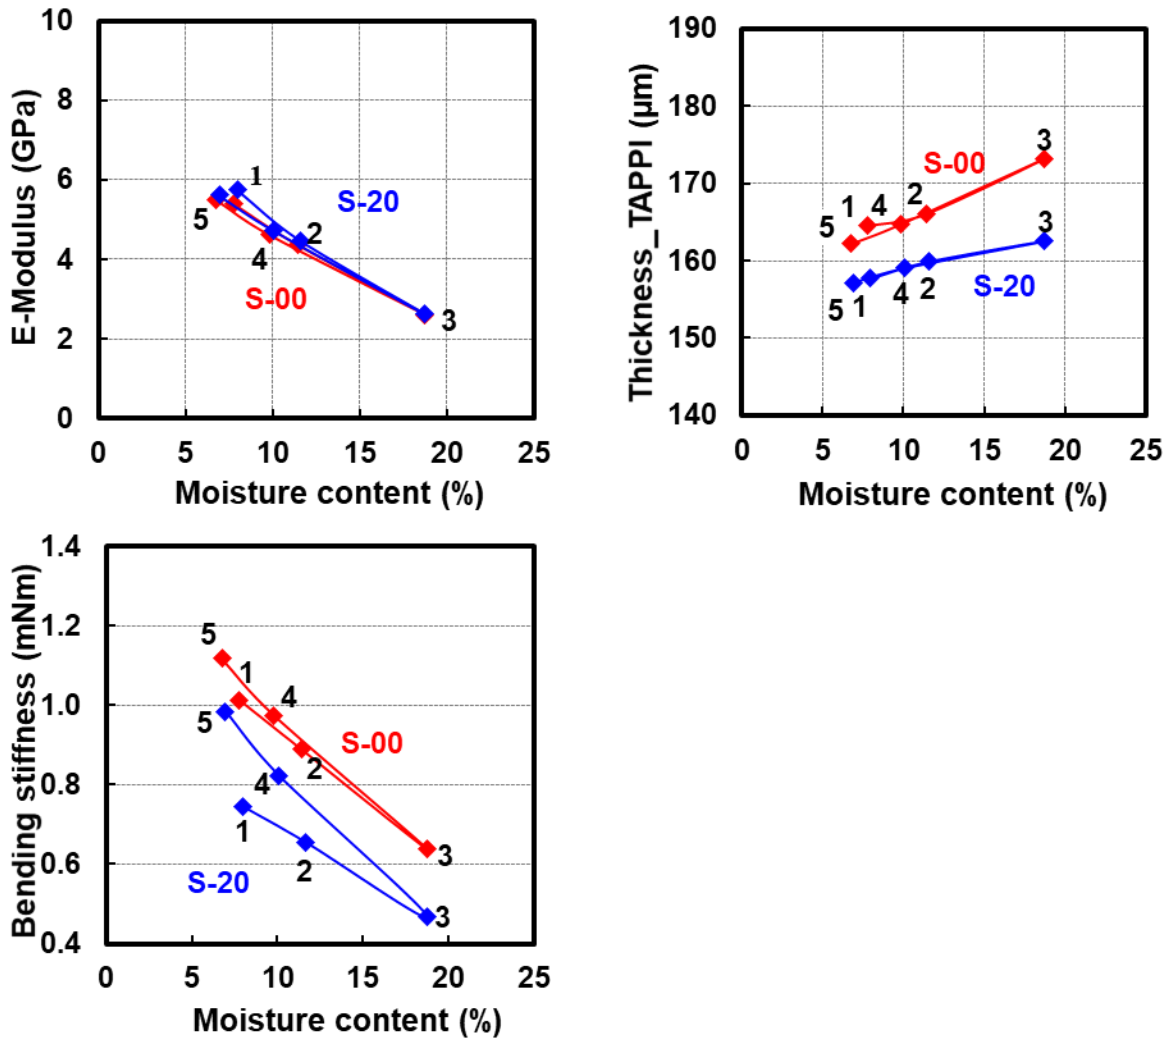 E-Modulus (GPa)
10
8
6
4
2
0
1
S-20
5
2
4
S-00
3
0 5 10 15 20 25
Moisture content (%)
Thickness_TAPPI (μm)
190
180
170
160
150
140
3
S-00
1 4 2
5
3
S-20
5 1 4 2
0 5 10 15 20 25
Moisture content (%)
Bending stiffness (mNm)
1.4
1.2
1.0
0.8
0.6
0.4
5
1
4
5
S-00
4 2
1
2
3
S-20
3
0 5 10 15 20 25
Moisture content (%)